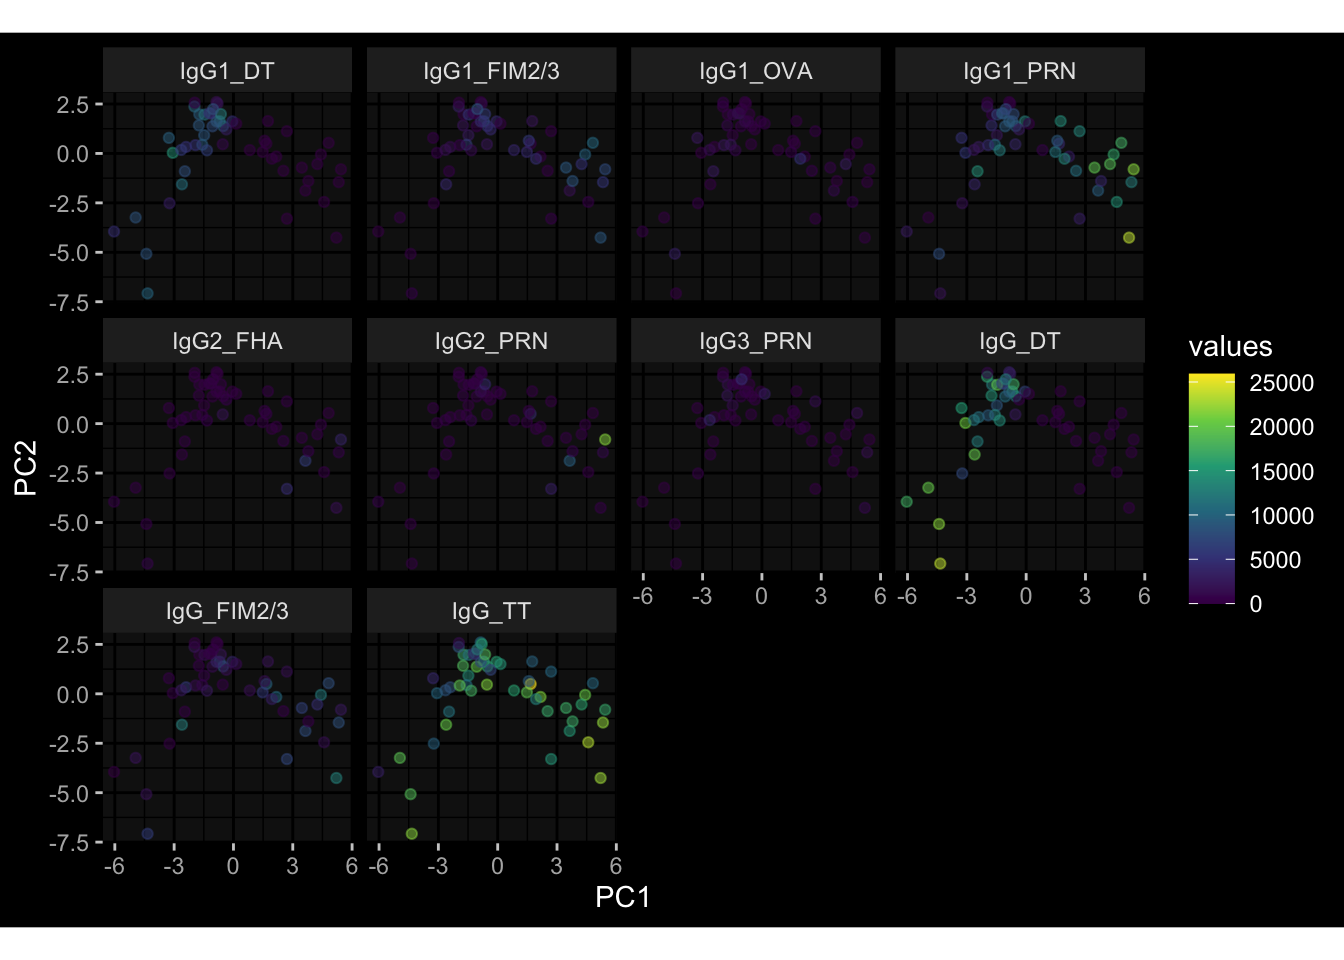 IgG1_DT IgG1_FIM2/3 IgG1_OVA IgG1_PRN
2.5
0.0
-2.5
-5.0
-7.5
IgG2_FHA IgG2_PRN IgG3_PRN IgG_DT
2.5
0.0
-2.5
-5.0
-7.5
-6 -3 0 3 6 -6 -3 0 3 6
IgG_FIM2/3 IgG_TT
2.5
0.0
-2.5
-5.0
-7.5
-6 -3 0 3 6 -6 -3 0 3 6
PC1
PC2
values
25000
20000
15000
10000
5000
0